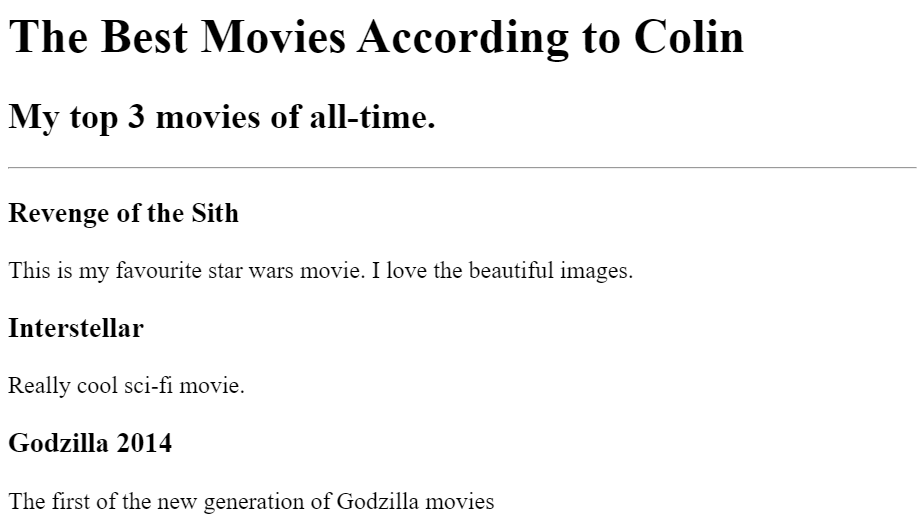 The Best Movies According to Colin
My top 3 movies of all-time.
Revenge of the Sith
This is my favourite star wars movie. I love the beautiful images.
Interstellar
Really cool sci-fi movie.
Godzilla 2014
The first of the new generation of Godzilla movies